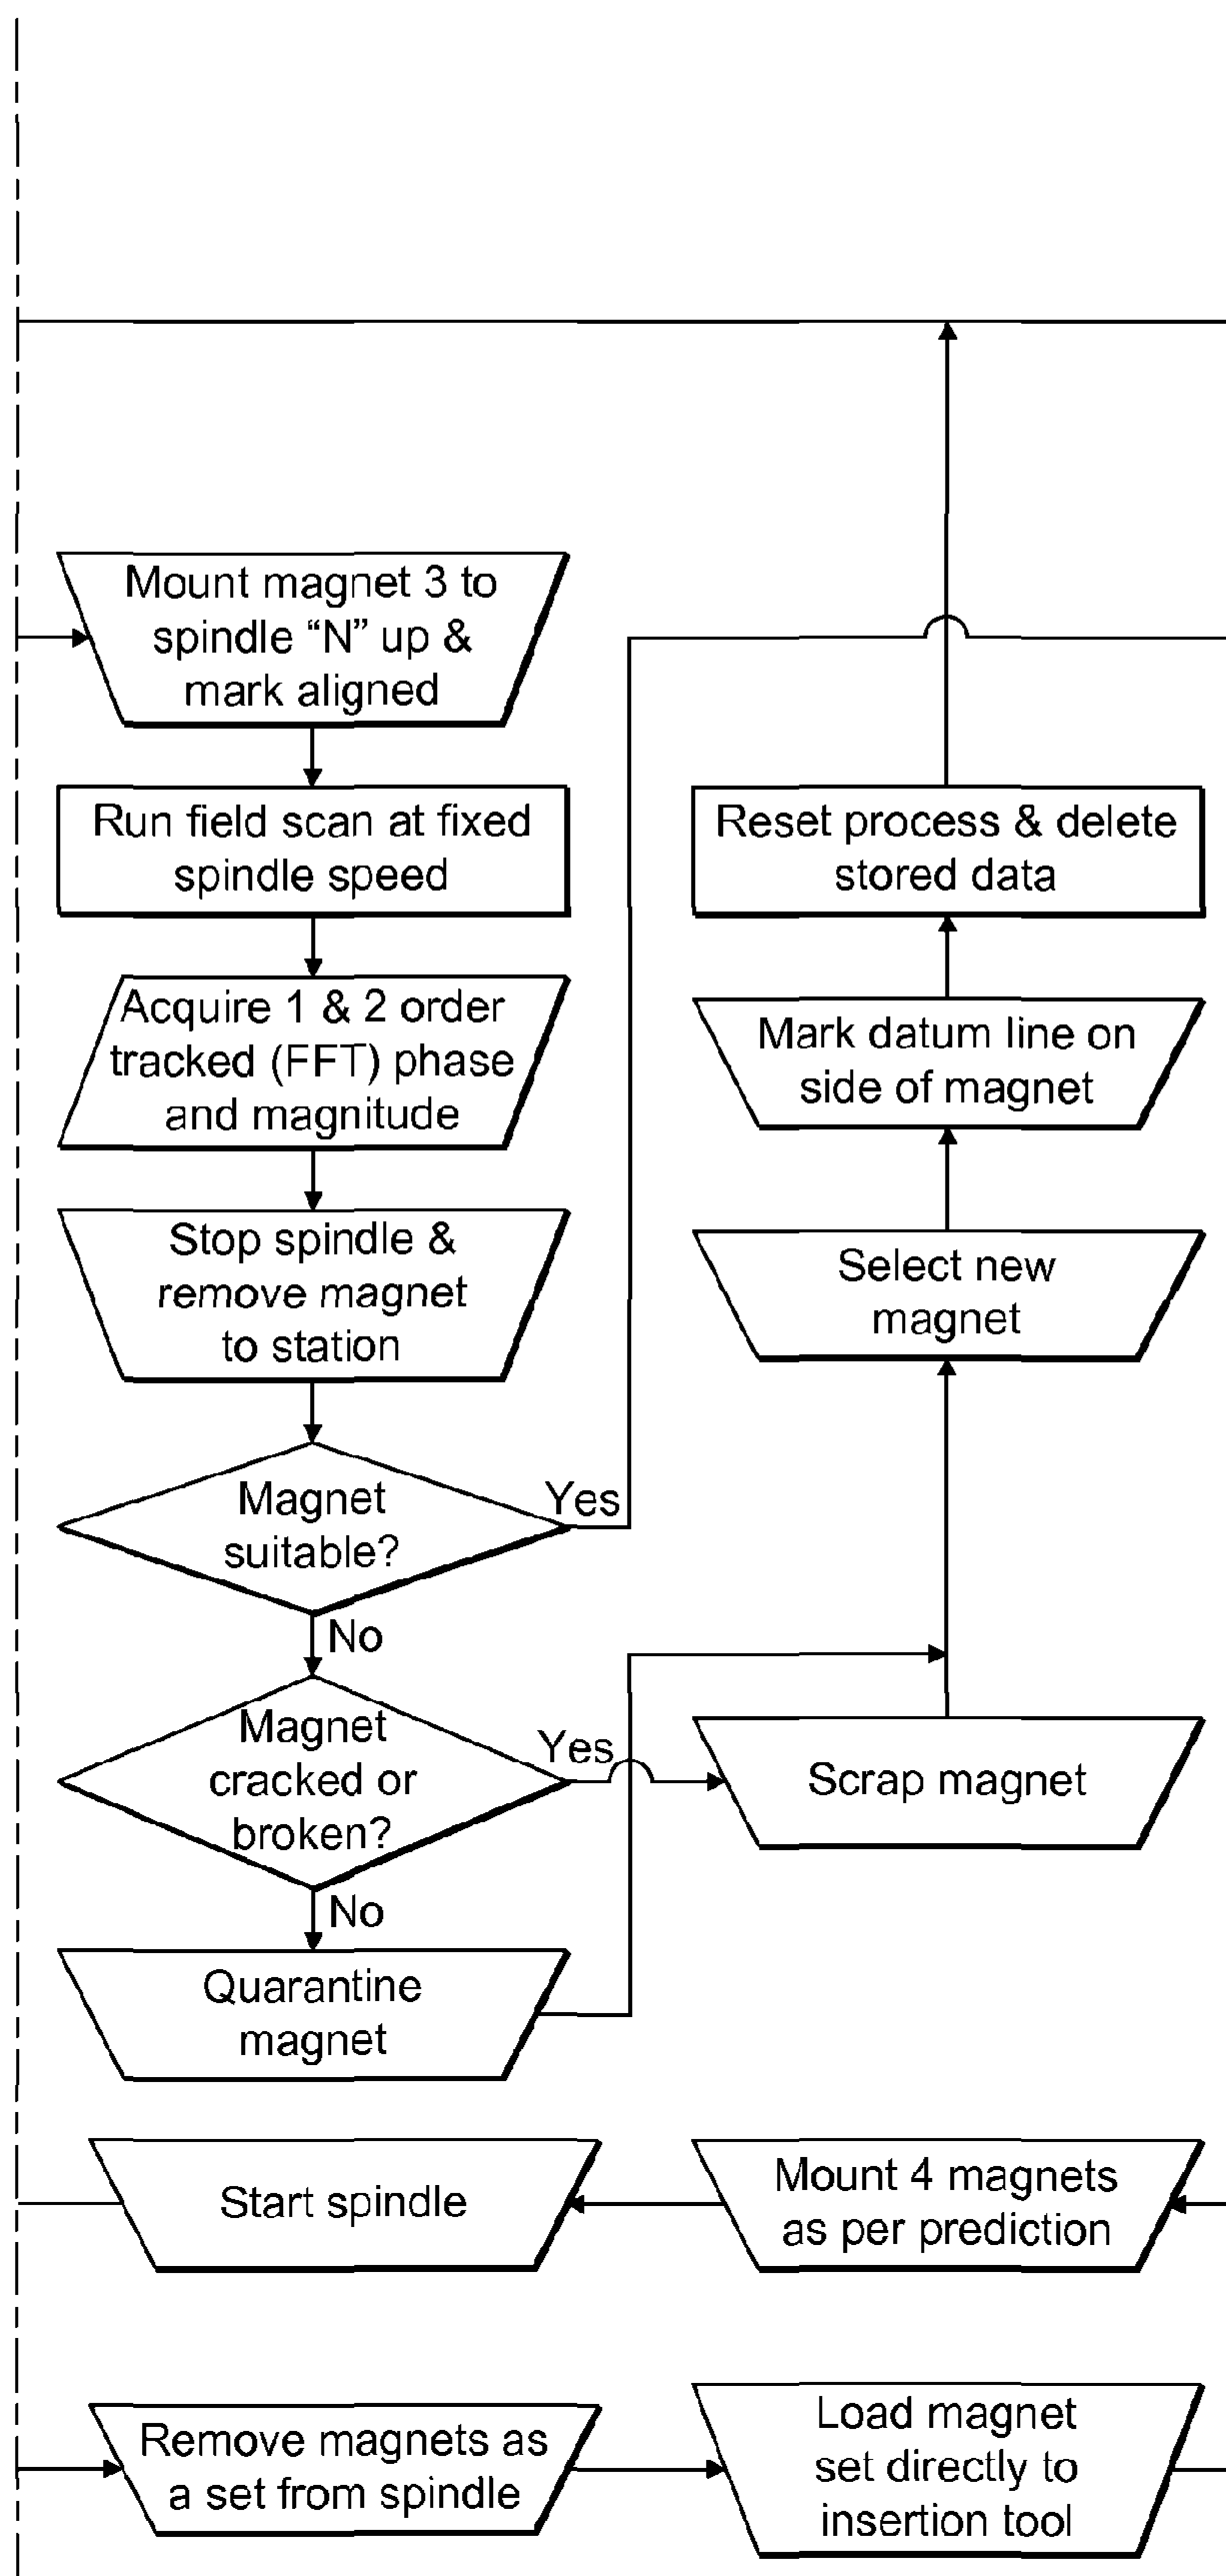 Mount magnet 3 to
spindle “N” up &
mark aligned
Run field scan at fixed
spindle speed
Acquire 1 & 2 order
tracked (FFT) phase
and magnitude
Stop spindle &
remove magnet
to station
Magnet
suitable?
Yes
No
Magnet
cracked or
broken?
Yes
No
Quarantine
magnet
Reset process & delete
stored data
Mark datum line on
side of magnet
Select new
magnet
Scrap magnet
Start spindle
Mount 4 magnets
as per prediction
Remove magnets as
a set from spindle
Load magnet
set directly to
insertion tool